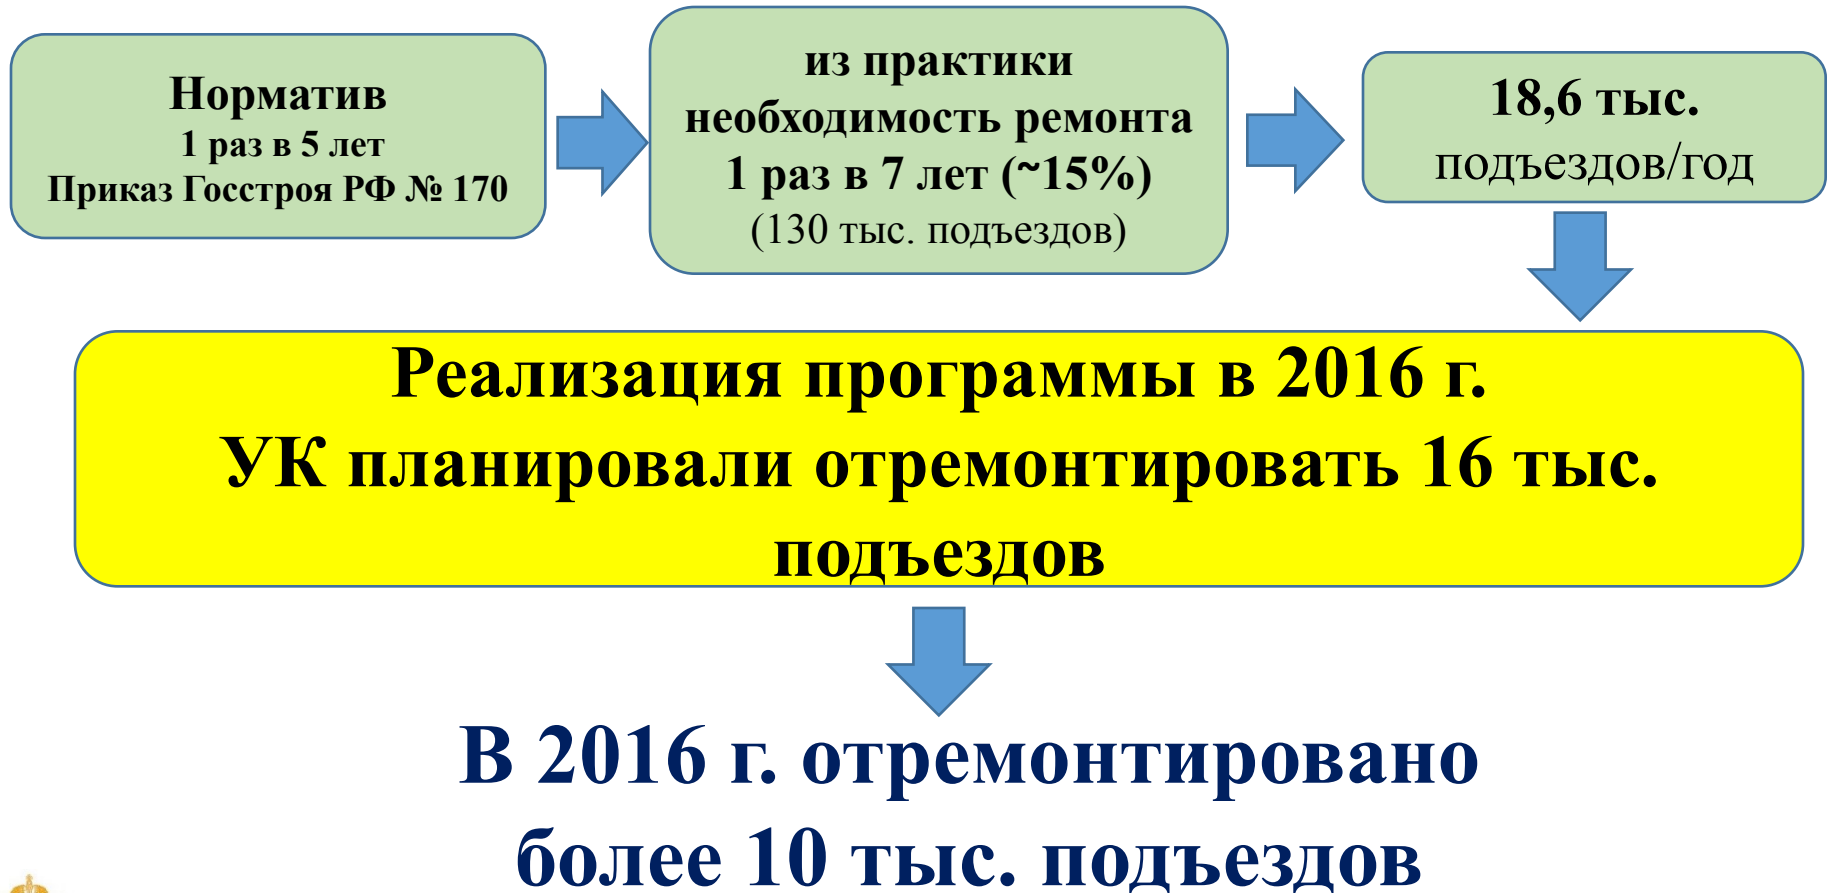 Норматив
1 раз в 5 лет
Приказ Госстроя РФ № 170
из практики
необходимость ремонта
1 раз в 7 лет (~15%)
(130 тыс. подъездов)
18,6 тыс.
подъездов/год
Реализация программы в 2016 г.
УК планировали отремонтировать 16 тыс.
подъездов
В 2016 г. отремонтировано
более 10 тыс. подъездов